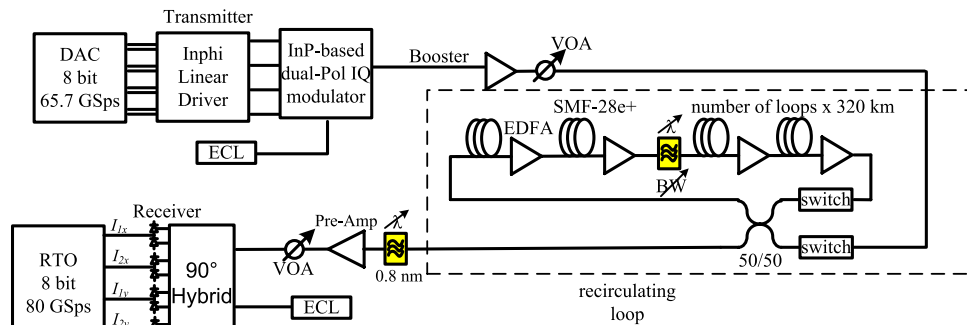 Transmitter
DAC
8 bit
65.7 GSps
Inphi
Linear
Driver
InP-based
dual-Pol IQ
modulator
ECL
Booster
VOA
SMF-28e+
number of loops x 320 km
EDFA
λ
BW
switch
switch
50/50
recirculating
loop
Receiver
RTO
8 bit
80 GSps
I1x
I2x
I1y
I2y
90°
Hybrid
ECL
VOA
Pre-Amp
λ
0.8 nm